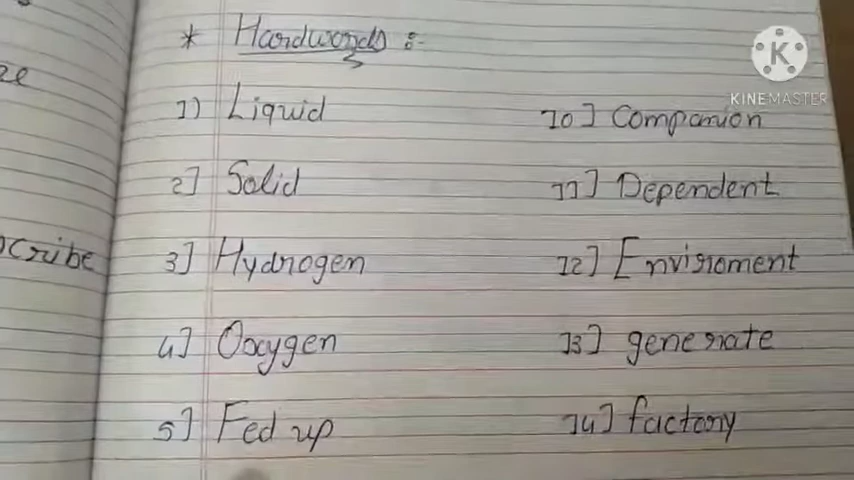 * Hardwords :-
1) Liquid
2] Solid
3] Hydrogen
4] Oxygen
5] Fed up
10] Companion
11] Dependent
12] Enviroment
13] generate
14] factory
KINEMASTER